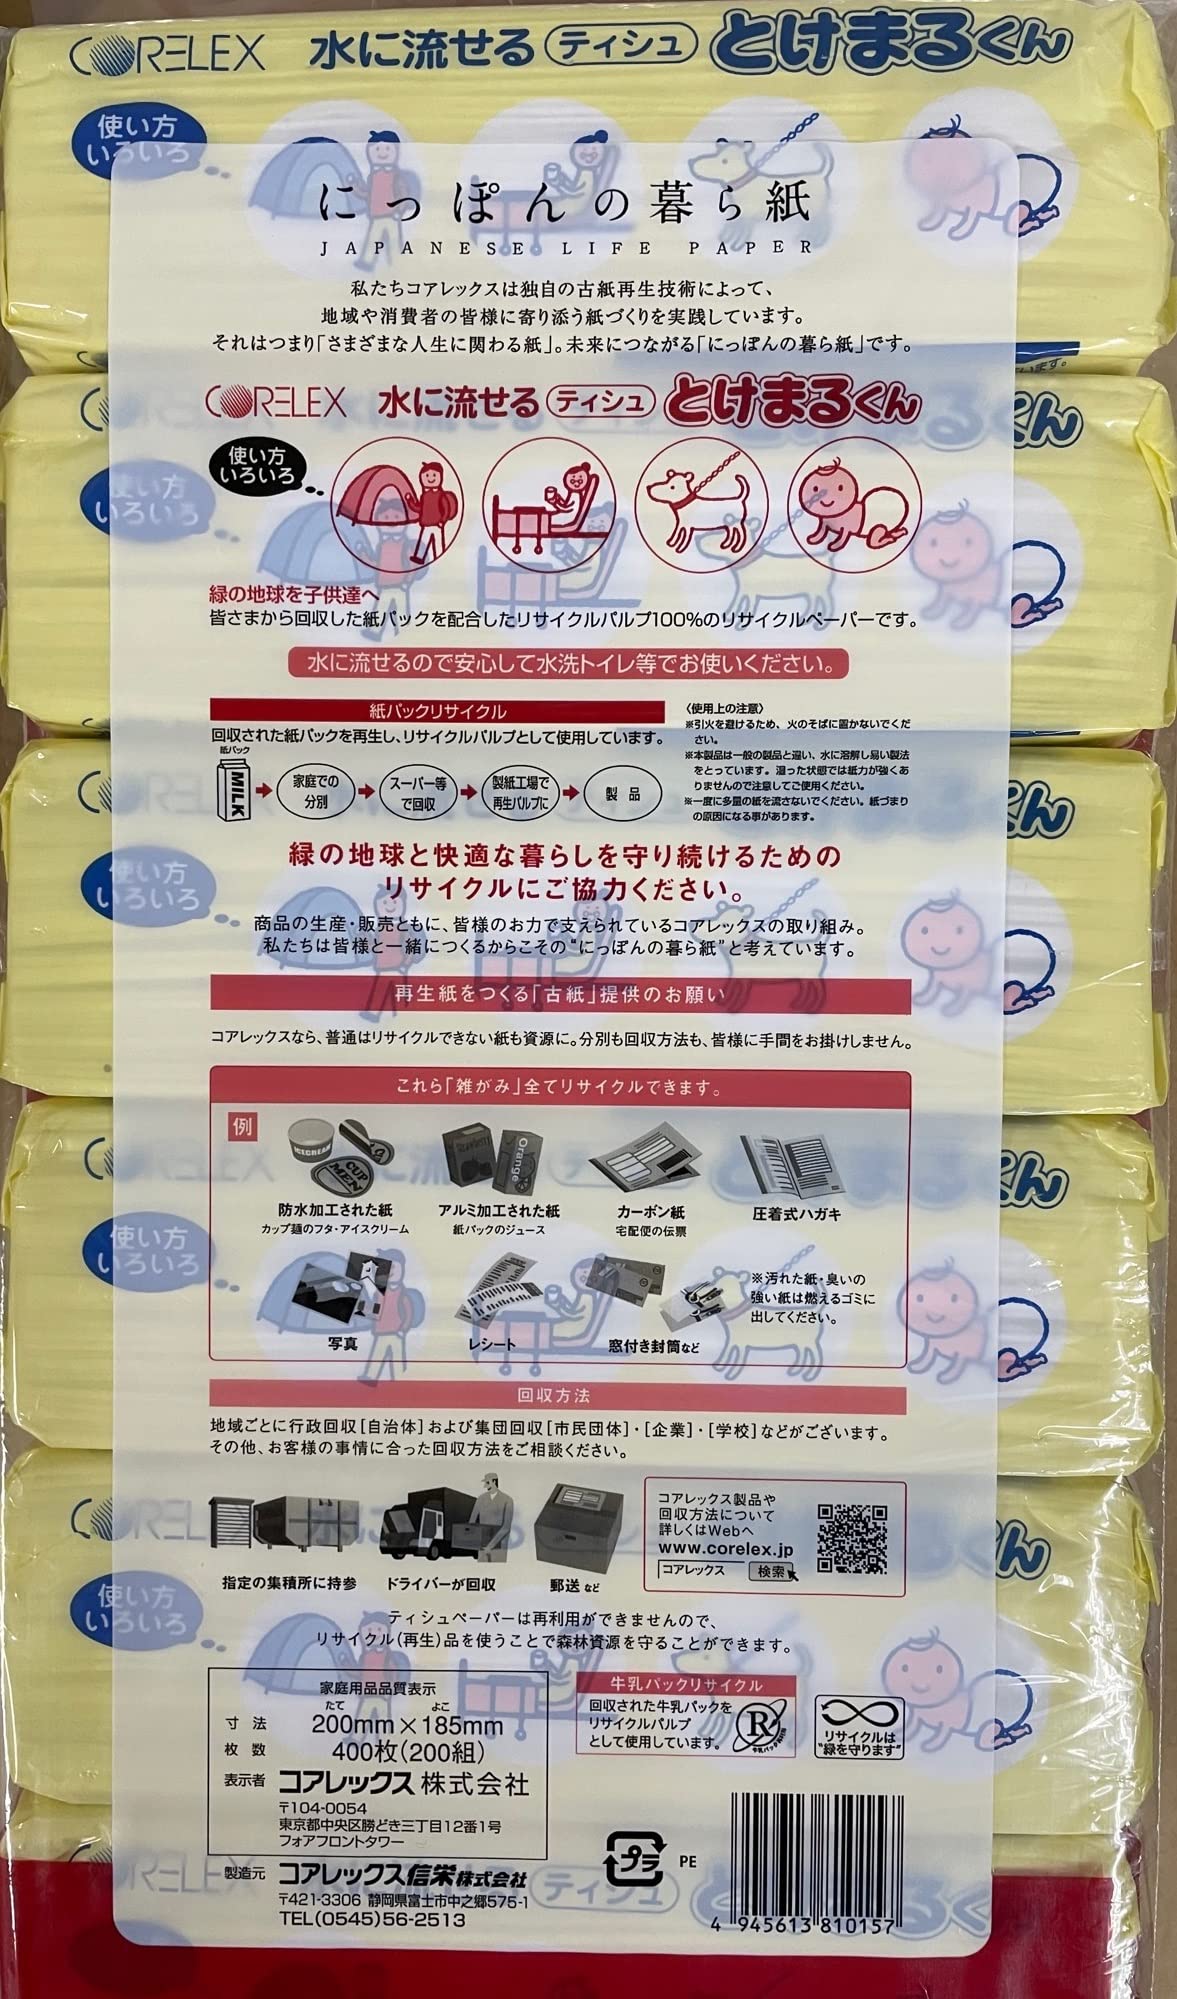 CORELEX 水に流せる ティシュ とけまるくん
使い方
いろいろ
にっぽんの暮ら紙
JAPANESE LIFE PAPER
私たちコアレックスは独自の古紙再生技術によって、
地域や消費者の皆様に寄り添う紙づくりを実践しています。
それはつまり「さまざまな人生に関わる紙」。未来につながる「にっぽんの暮ら紙」です。
CORELEX 水に流せる ティシュ とけまるくん
使い方
いろいろ
緑の地球を子供達へ
皆さまから回収した紙パックを配合したリサイクルパルプ100%のリサイクルペーパーです。
水に流せるので安心して水洗トイレ等でお使いください。
紙パックリサイクル
回収された紙パックを再生し、リサイクルパルプとして使用しています。
紙パック
MILK
家庭での
分別
スーパー等
で回収
製紙工場で
再生パルプに
製品
〈使用上の注意〉
※引火を避けるため、火のそばに置かないでくだ
さい。
※本製品は一般の製品と違い、水に溶解し易い製法
をとっています。湿った状態では紙力が強くあ
りませんので注意してご使用ください。
※一度に多量の紙を流さないでください。紙づまり
の原因になる事があります。
緑の地球と快適な暮らしを守り続けるための
リサイクルにご協力ください。
商品の生産・販売ともに、皆様のお力で支えられているコアレックスの取り組み。
私たちは皆様と一緒につくるからこその“にっぽんの暮ら紙”と考えています。
再生紙をつくる「古紙」提供のお願い
コアレックスなら、普通はリサイクルできない紙も資源に。分別も回収方法も、皆様に手間をお掛けしません。
これら「雑がみ」全てリサイクルできます。
例
ICECREAM
CUP
MEN
Orange
防水加工された紙
カップ麺のフタ・アイスクリーム
アルミ加工された紙
紙パックのジュース
カーボン紙
宅配便の伝票
圧着式ハガキ
写真
レシート
窓付き封筒など
※汚れた紙・臭いの
強い紙は燃えるゴミに
出してください。
回収方法
地域ごとに行政回収[自治体]および集団回収[市民団体]・[企業]・[学校]などがございます。
その他、お客様の事情に合った回収方法をご相談ください。
指定の集積所に持参
ドライバーが回収
郵送など
コアレックス製品や
回収方法について
詳しくはWebへ
www.corelex.jp
コアレックス 検索
ティシュペーパーは再利用ができませんので、
リサイクル(再生)品を使うことで森林資源を守ることができます。
家庭用品品質表示
たて よこ
寸法 200mm×185mm
枚数 400枚(200組)
表示者 コアレックス株式会社
〒104-0054
東京都中央区勝どき三丁目12番1号
フォアフロントタワー
製造元 コアレックス信栄株式会社
〒421-3306 静岡県富士市中之郷575-1
TEL(0545)56-2513
牛乳パックリサイクル
回収された牛乳パックを
リサイクルパルプ
として使用しています。
R
リサイクルは
“緑を守ります”
プラ PE
4 945613 810157